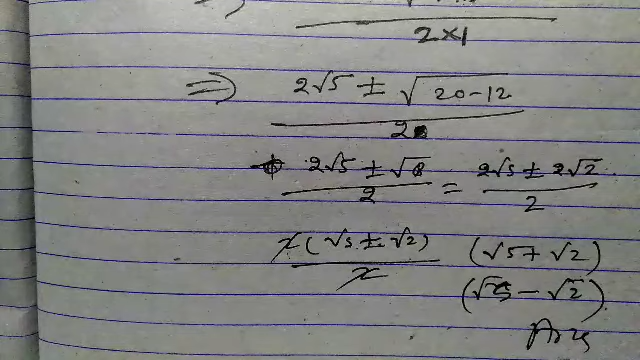 2×1
⇒ 2√5 ± √20-12
2
2√5 ± √8 / 2 = 2√5 ± 2√2 / 2
2(√5 ± √2) / 2 (√5+√2)
(√5 - √2)
Ans